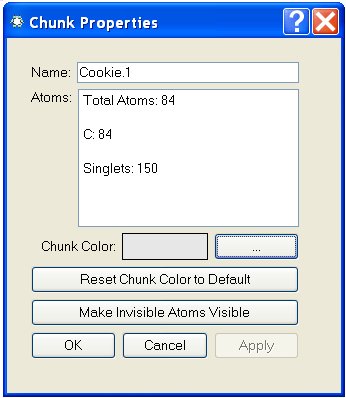 Chunk Properties
Name: Cookie.1
Atoms: Total Atoms: 84
C: 84
Singlets: 150
Chunk Color: ...
Reset Chunk Color to Default
Make Invisible Atoms Visible
OK Cancel Apply